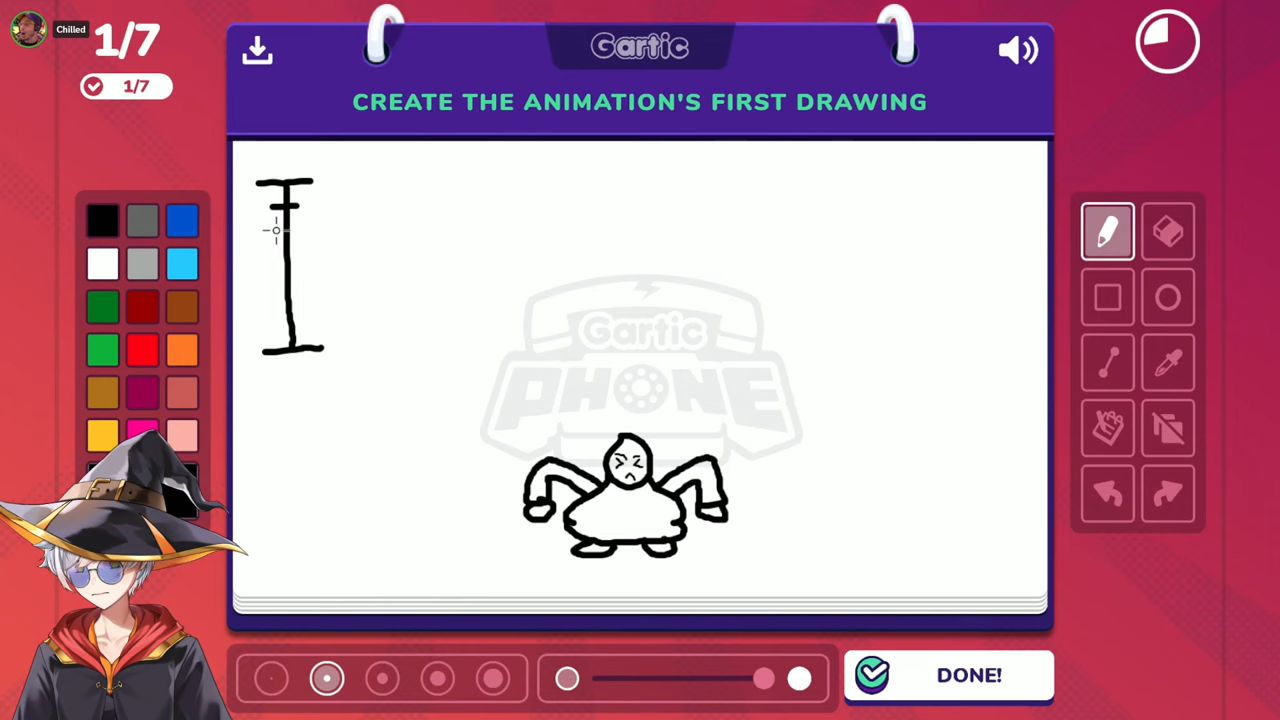 Chilled
1/7
1/7
Gartic
CREATE THE ANIMATION'S FIRST DRAWING
Gartic
PHONE
DONE!